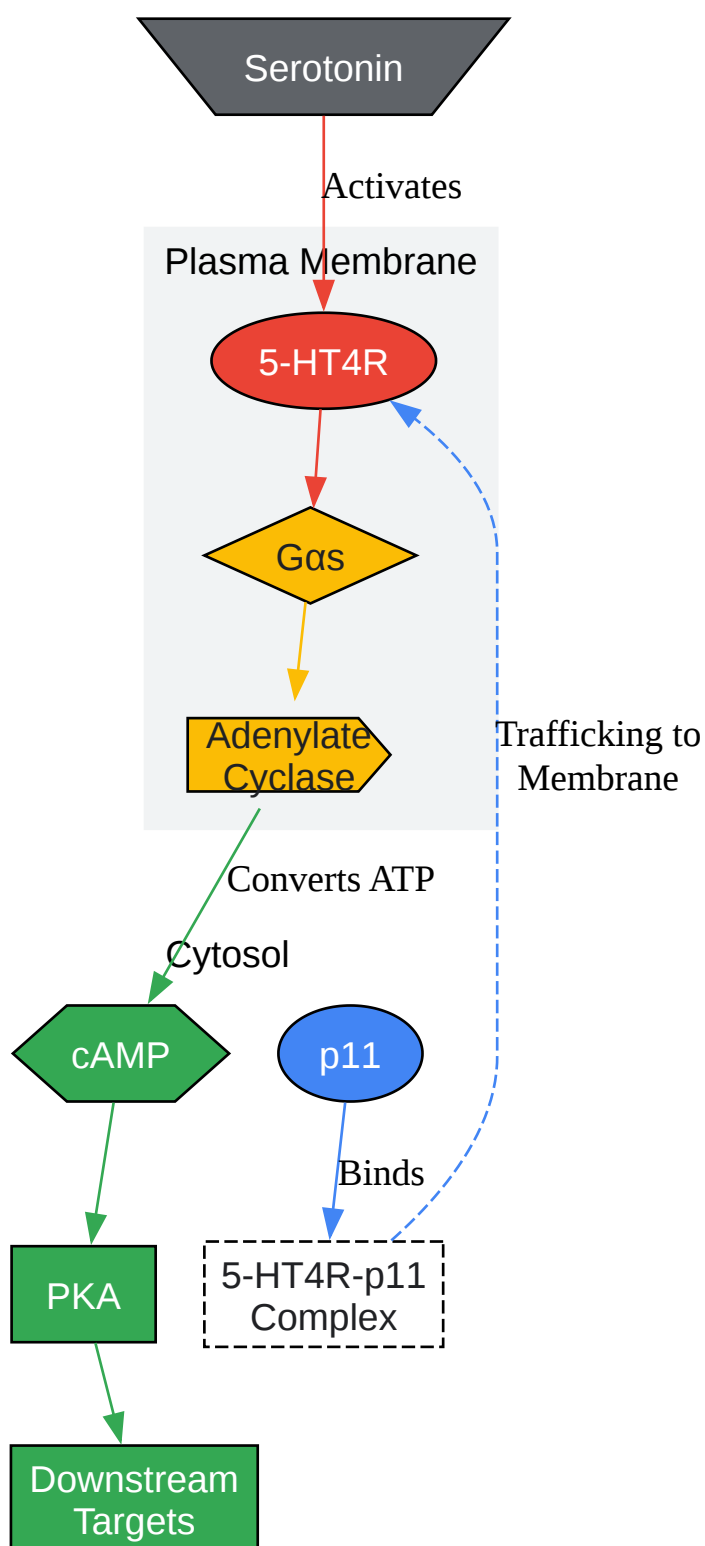 Serotonin
Activates
Plasma Membrane
5-HT4R
Gαs
Adenylate
Cyclase
Trafficking to
Membrane
Converts ATP
Cytosol
cAMP
p11
Binds
5-HT4R-p11
Complex
PKA
Downstream
Targets